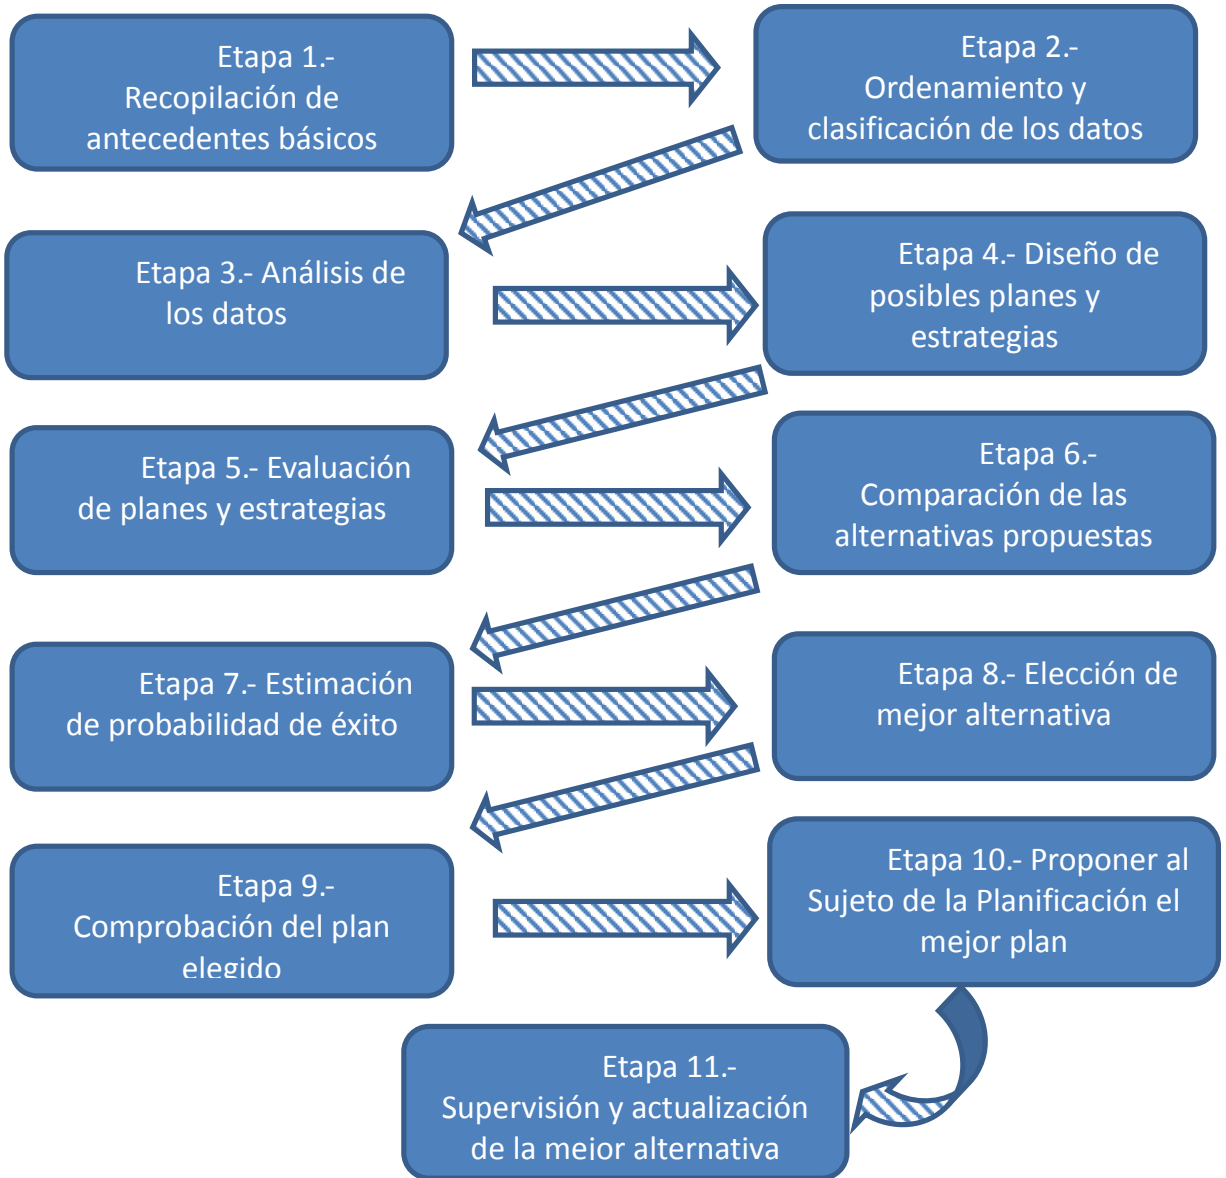 Etapa 1.-
Recopilación de
antecedentes básicos
Etapa 2.-
Ordenamiento y
clasificación de los datos
Etapa 3.- Análisis de
los datos
Etapa 4.- Diseño de
posibles planes y
estrategias
Etapa 5.- Evaluación
de planes y estrategias
Etapa 6.-
Comparación de las
alternativas propuestas
Etapa 7.- Estimación
de probabilidad de éxito
Etapa 8.- Elección de
mejor alternativa
Etapa 9.-
Comprobación del plan
elegido
Etapa 10.- Proponer al
Sujeto de la Planificación el
mejor plan
Etapa 11.-
Supervisión y actualización
de la mejor alternativa